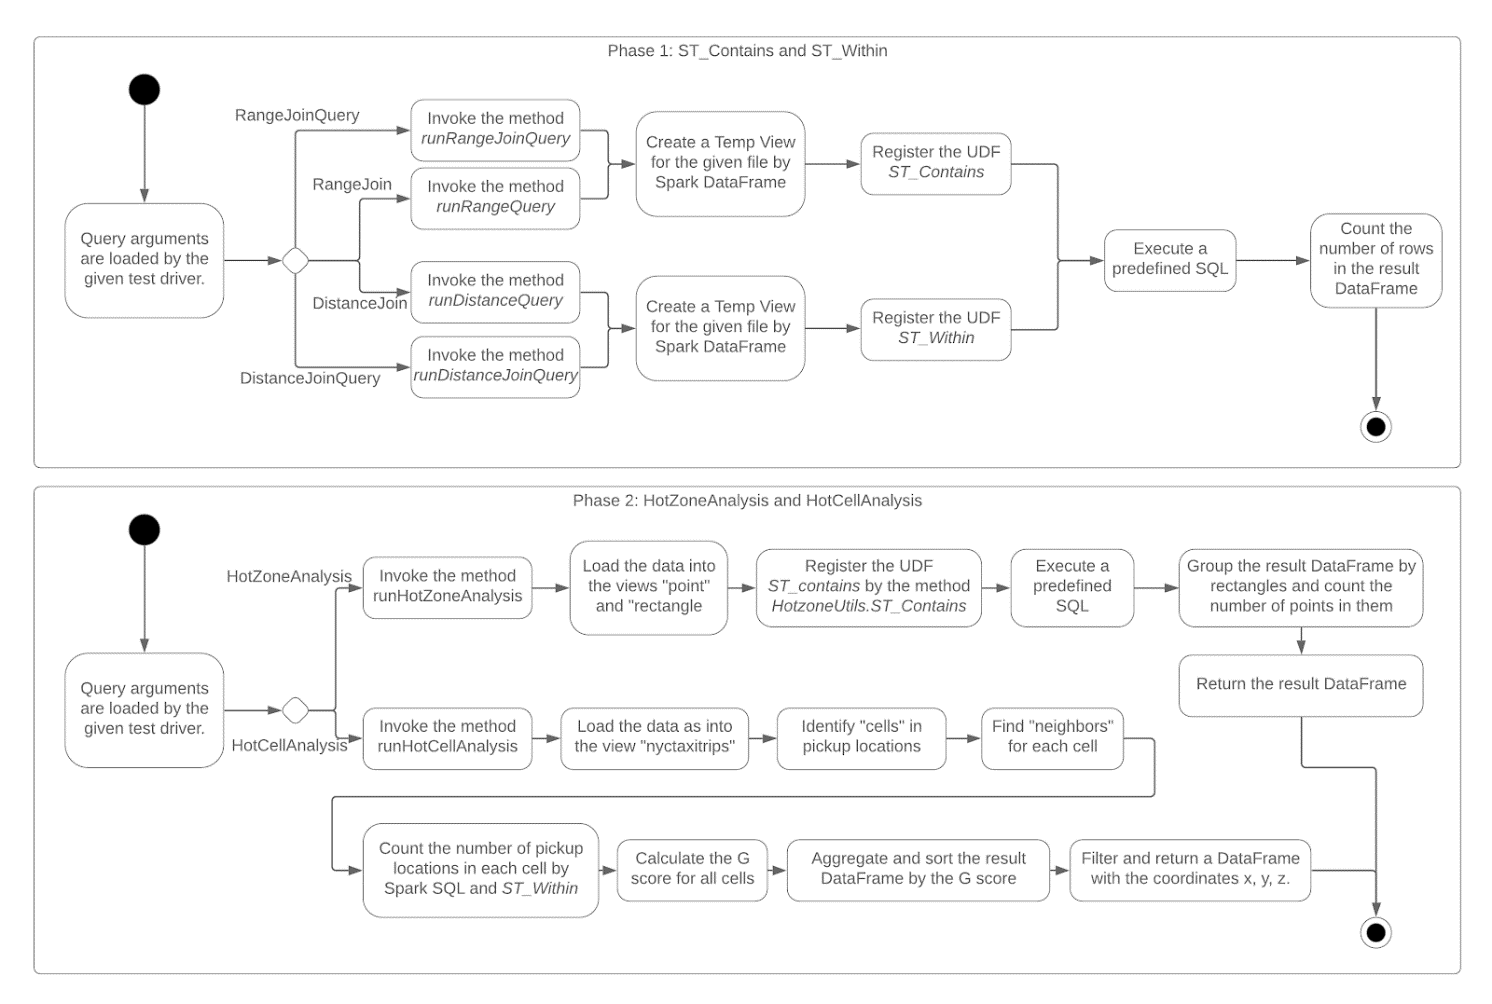 Phase 1: ST_Contains and ST_Within
RangeJoinQuery
Invoke the method
runRangeJoinQuery
RangeJoin
Invoke the method
runRangeQuery
Create a Temp View
for the given file by
Spark DataFrame
Register the UDF
ST_Contains
Query arguments
are loaded by the
given test driver.
DistanceJoin
Invoke the method
runDistanceQuery
DistanceJoinQuery
Invoke the method
runDistanceJoinQuery
Create a Temp View
for the given file by
Spark DataFrame
Register the UDF
ST_Within
Execute a
predefined SQL
Count the
number of rows
in the result
DataFrame
Phase 2: HotZoneAnalysis and HotCellAnalysis
HotZoneAnalysis
Invoke the method
runHotZoneAnalysis
Load the data into
the views "point"
and "rectangle
Register the UDF
ST_contains by the method
HotzoneUtils.ST_Contains
Execute a
predefined
SQL
Group the result DataFrame by
rectangles and count the
number of points in them
Return the result DataFrame
Query arguments
are loaded by the
given test driver.
HotCellAnalysis
Invoke the method
runHotCellAnalysis
Load the data as into
the view "nyctaxitrips"
Identify "cells" in
pickup locations
Find "neighbors"
for each cell
Count the number of pickup
locations in each cell by
Spark SQL and ST_Within
Calculate the G
score for all cells
Aggregate and sort the result
DataFrame by the G score
Filter and return a DataFrame
with the coordinates x, y, z.